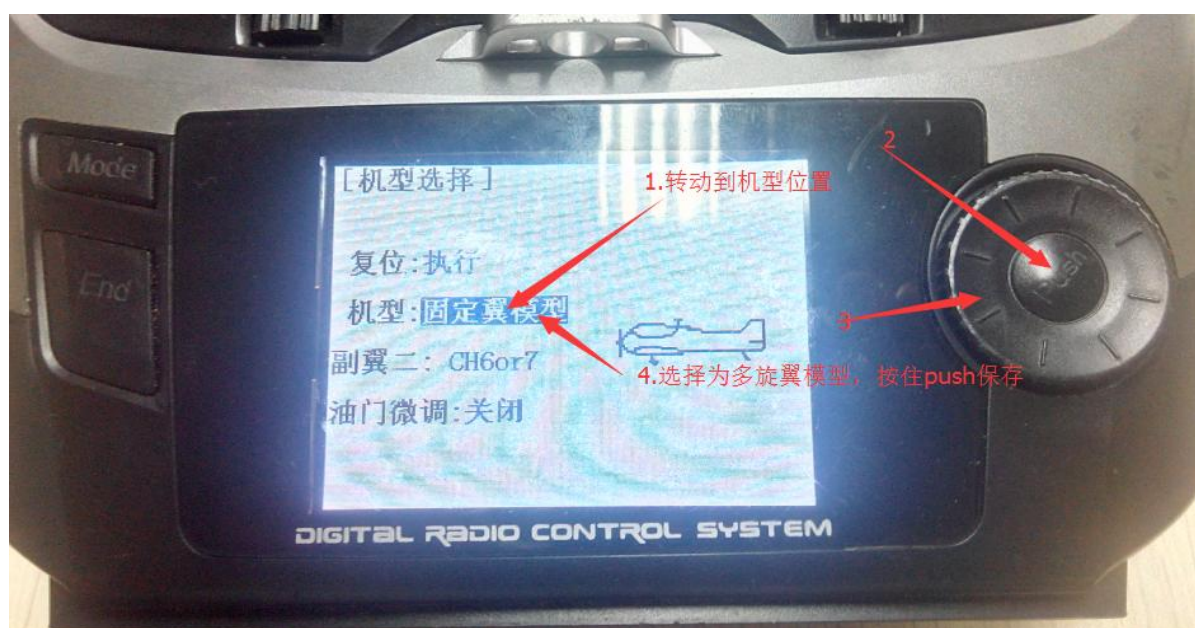 Mode
End
[机型选择]
复位:执行
机型:固定翼模型
副翼二: CH6or7
油门微调:关闭
1.转动到机型位置
2
Push
3
4.选择为多旋翼模型，按住push保存
DIGITAL RADIO CONTROL SYSTEM